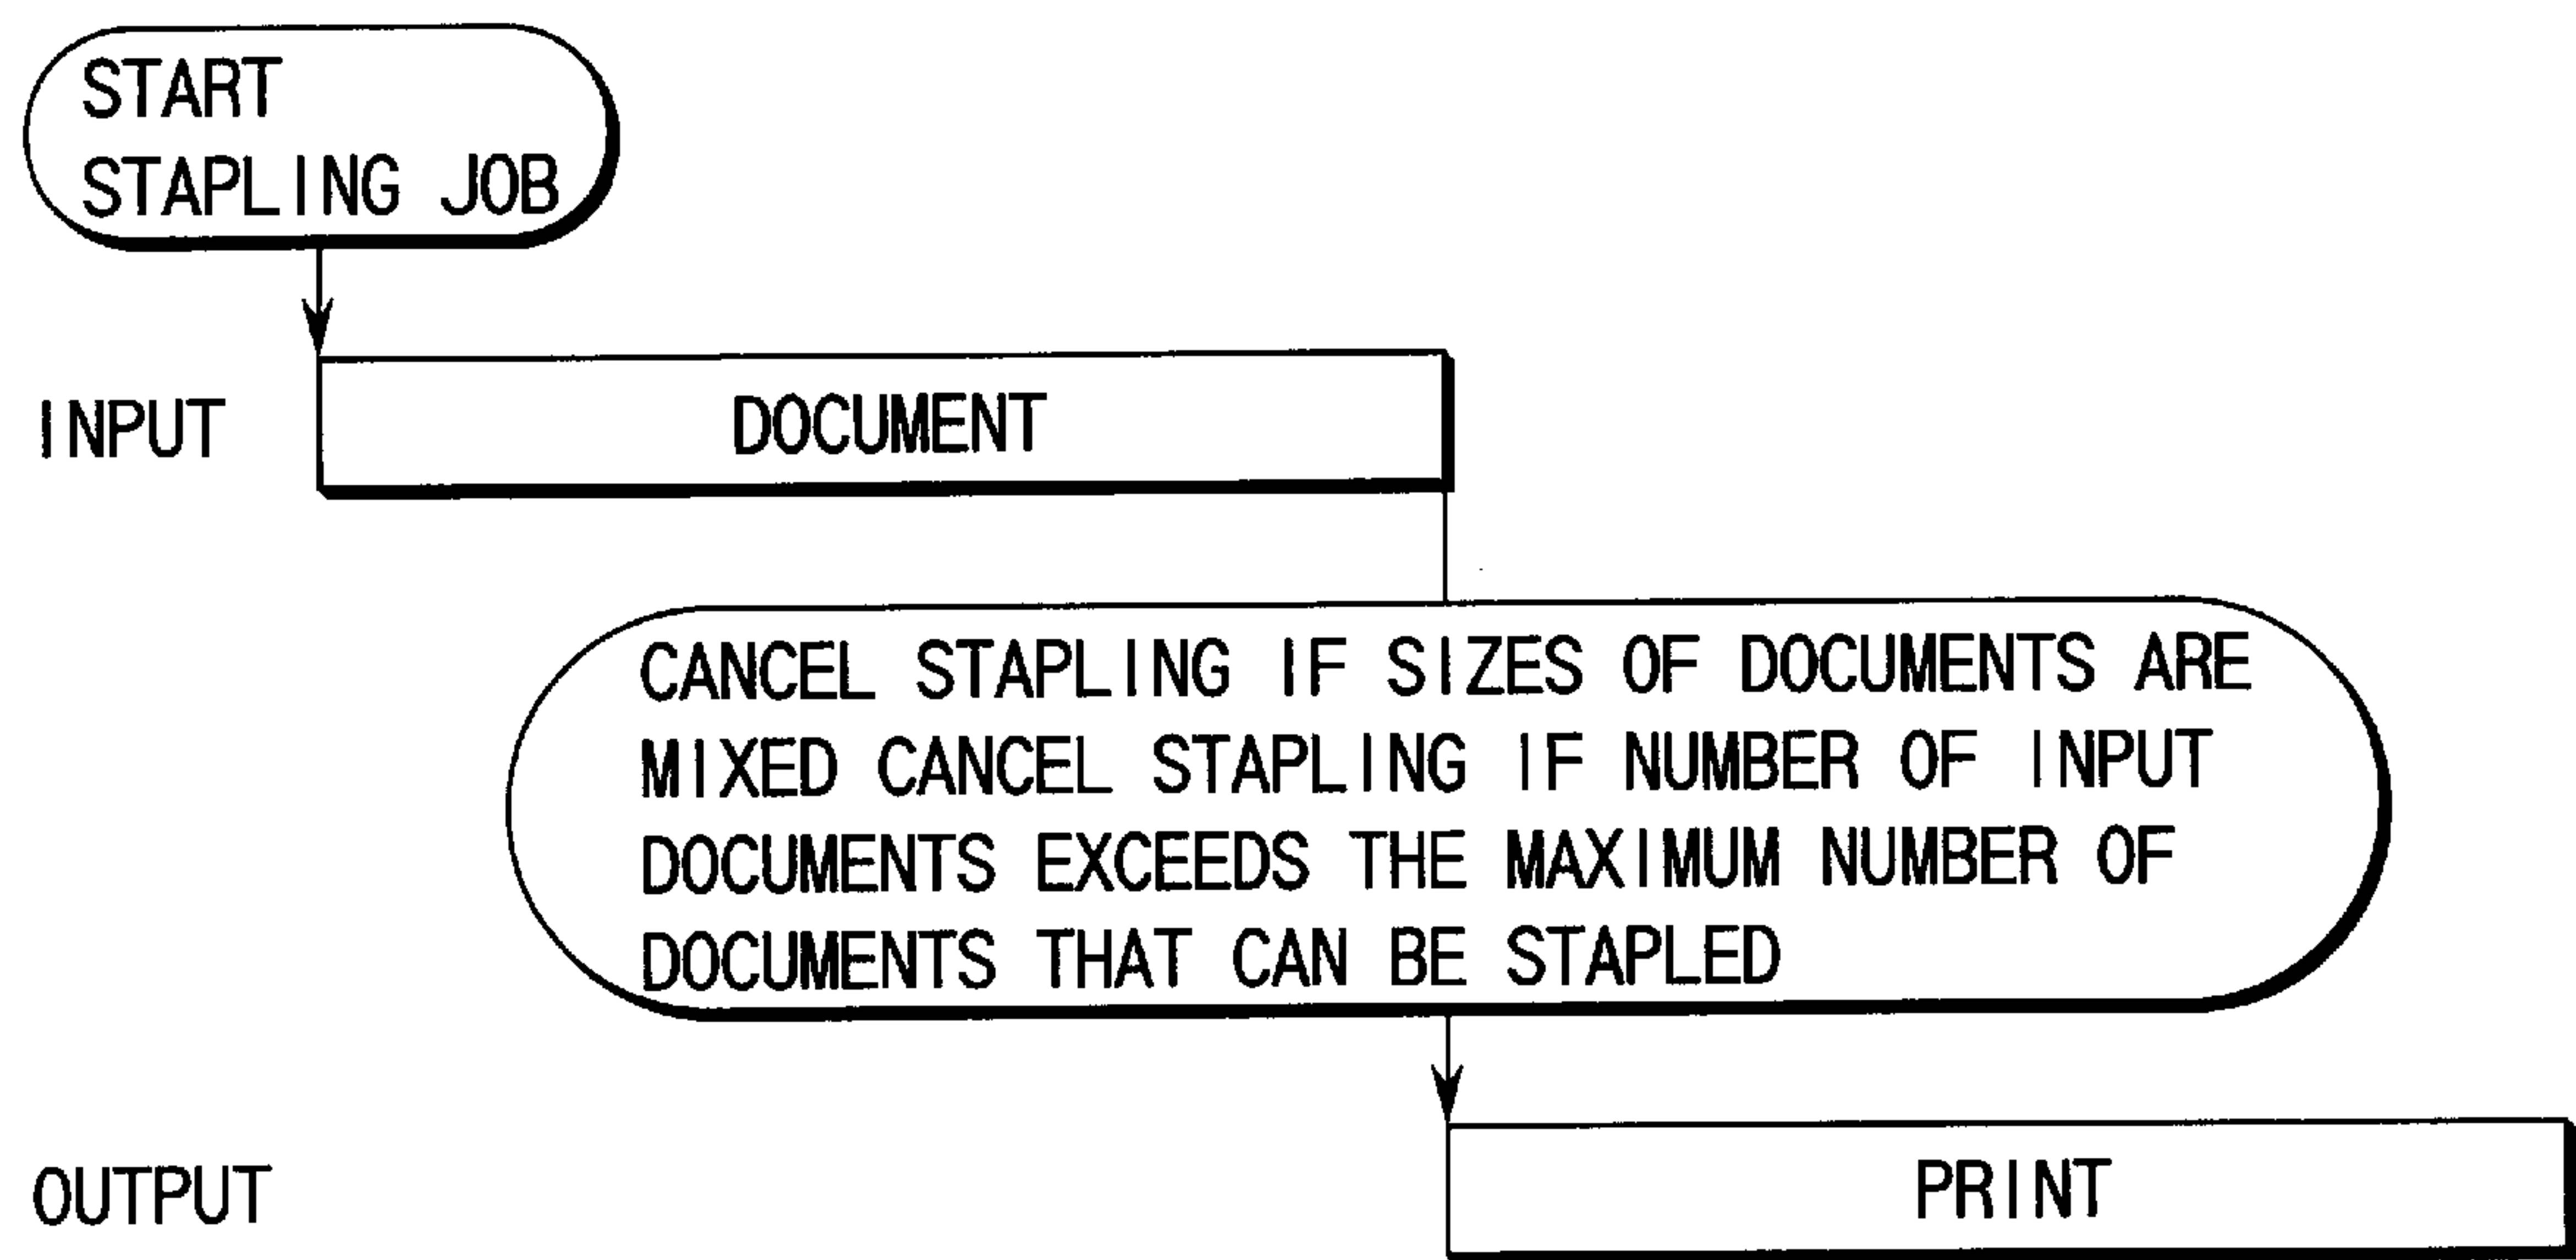 START
STAPLING JOB
INPUT
DOCUMENT
CANCEL STAPLING IF SIZES OF DOCUMENTS ARE
MIXED CANCEL STAPLING IF NUMBER OF INPUT
DOCUMENTS EXCEEDS THE MAXIMUM NUMBER OF
DOCUMENTS THAT CAN BE STAPLED
OUTPUT
PRINT